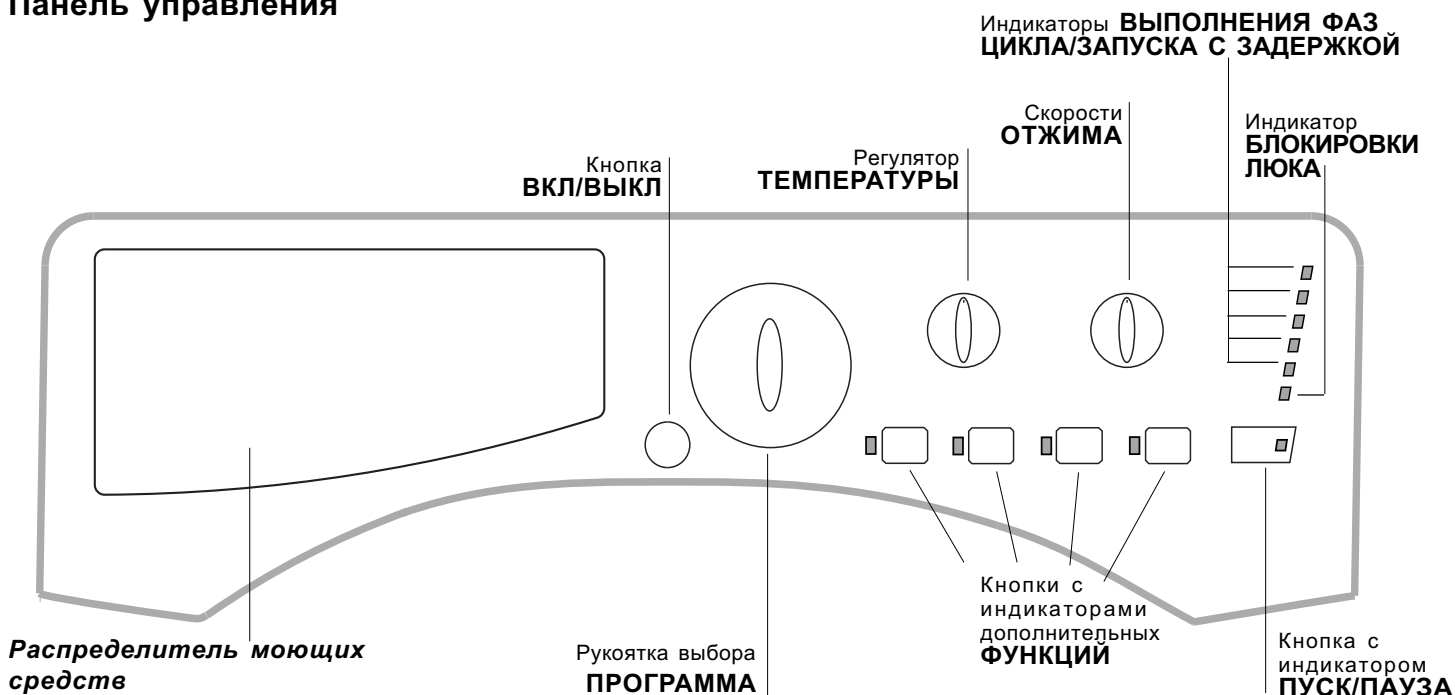 Панель управления
Индикаторы ВЫПОЛНЕНИЯ ФАЗ
ЦИКЛА/ЗАПУСКА С ЗАДЕРЖКОЙ
Скорости
ОТЖИМА
Индикатор
БЛОКИРОВКИ
ЛЮКА
Регулятор
ТЕМПЕРАТУРЫ
Кнопка
ВКЛ/ВЫКЛ
Распределитель моющих
средств
Рукоятка выбора
ПРОГРАММА
Кнопки с
индикаторами
дополнительных
ФУНКЦИЙ
Кнопка с
индикатором
ПУСК/ПАУЗА